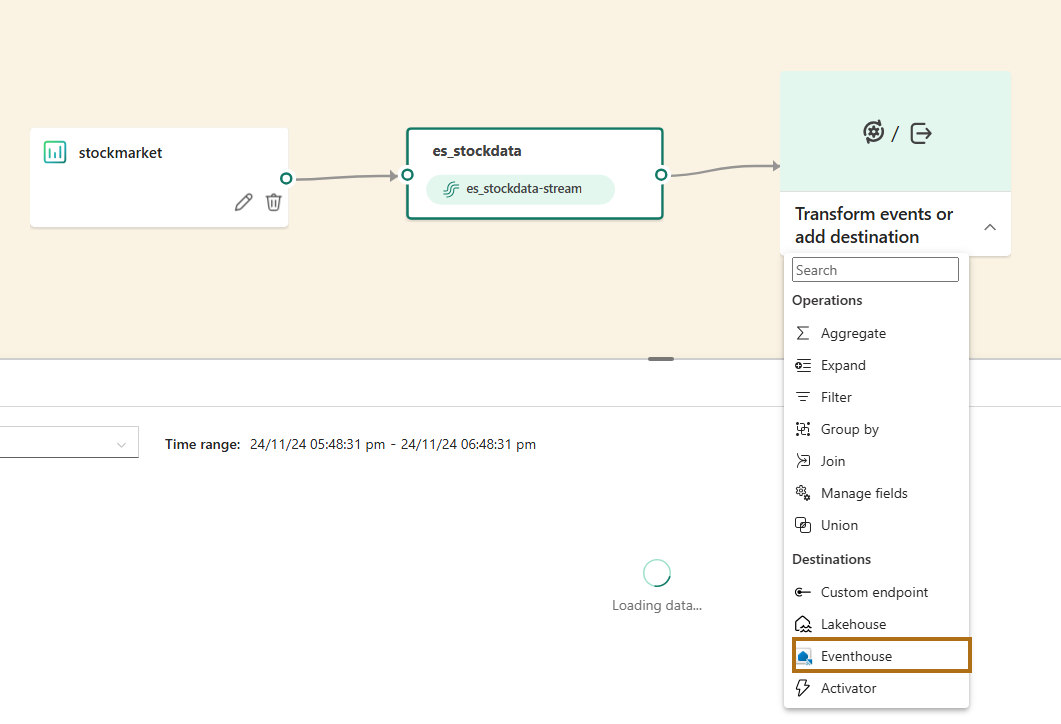 stockmarket
es_stockdata
es_stockdata-stream
/
Transform events or
add destination
Search
Operations
Aggregate
Expand
Filter
Group by
Join
Manage fields
Union
Destinations
Custom endpoint
Lakehouse
Eventhouse
Activator
Time range: 24/11/24 05:48:31 pm - 24/11/24 06:48:31 pm
Loading data...